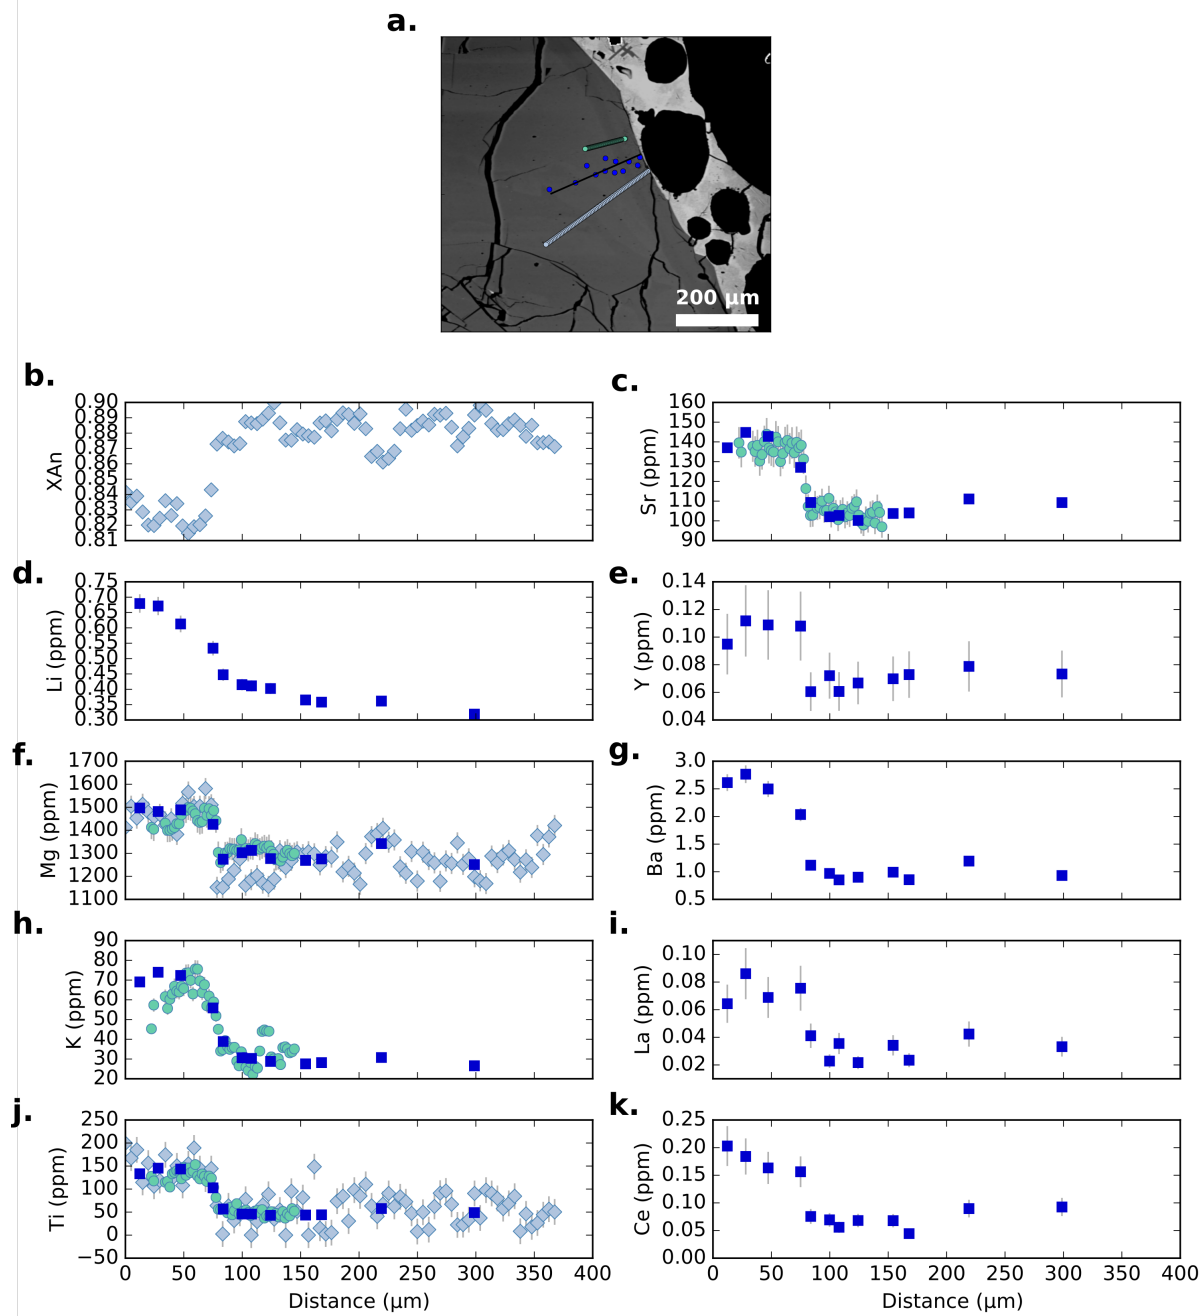 a.
200 µm
b.
0.90
0.89
0.88
0.87
0.86
0.85
0.84
0.83
0.82
0.81
XAn
c.
160
150
140
130
120
110
100
90
Sr (ppm)
d.
0.75
0.70
0.65
0.60
0.55
0.50
0.45
0.40
0.35
0.30
Li (ppm)
e.
0.14
0.12
0.10
0.08
0.06
0.04
Y (ppm)
f.
1700
1600
1500
1400
1300
1200
1100
Mg (ppm)
g.
3.0
2.5
2.0
1.5
1.0
0.5
Ba (ppm)
h.
90
80
70
60
50
40
30
20
K (ppm)
i.
0.10
0.08
0.06
0.04
0.02
La (ppm)
j.
250
200
150
100
50
0
−50
Ti (ppm)
0 50 100 150 200 250 300 350 400
Distance (µm)
k.
0.25
0.20
0.15
0.10
0.05
0.00
Ce (ppm)
0 50 100 150 200 250 300 350 400
Distance (µm)